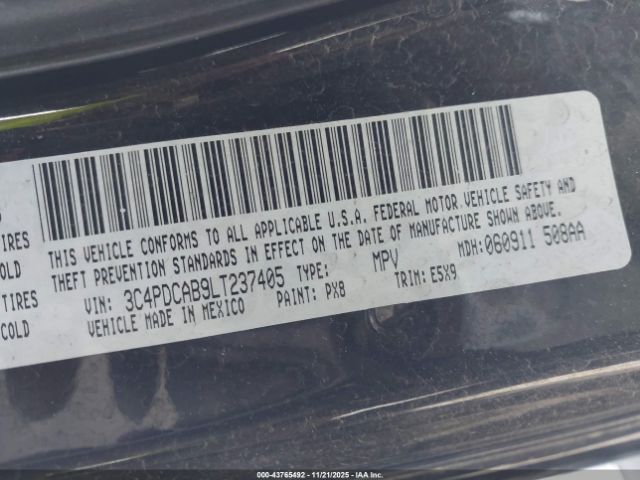 THIS VEHICLE CONFORMS TO ALL APPLICABLE U.S.A. FEDERAL MOTOR VEHICLE SAFETY AND
THEFT PREVENTION STANDARDS IN EFFECT ON THE DATE OF MANUFACTURE SHOWN ABOVE.
VIN: 3C4PDCAB9LT237405 TYPE: MPV MDH:060911 508AA
VEHICLE MADE IN MEXICO PAINT: PX8 TRIM: E5X9
IRES
COLD
TIRES
COLD
000-43765492 - 11/21/2025 - IAA Inc.